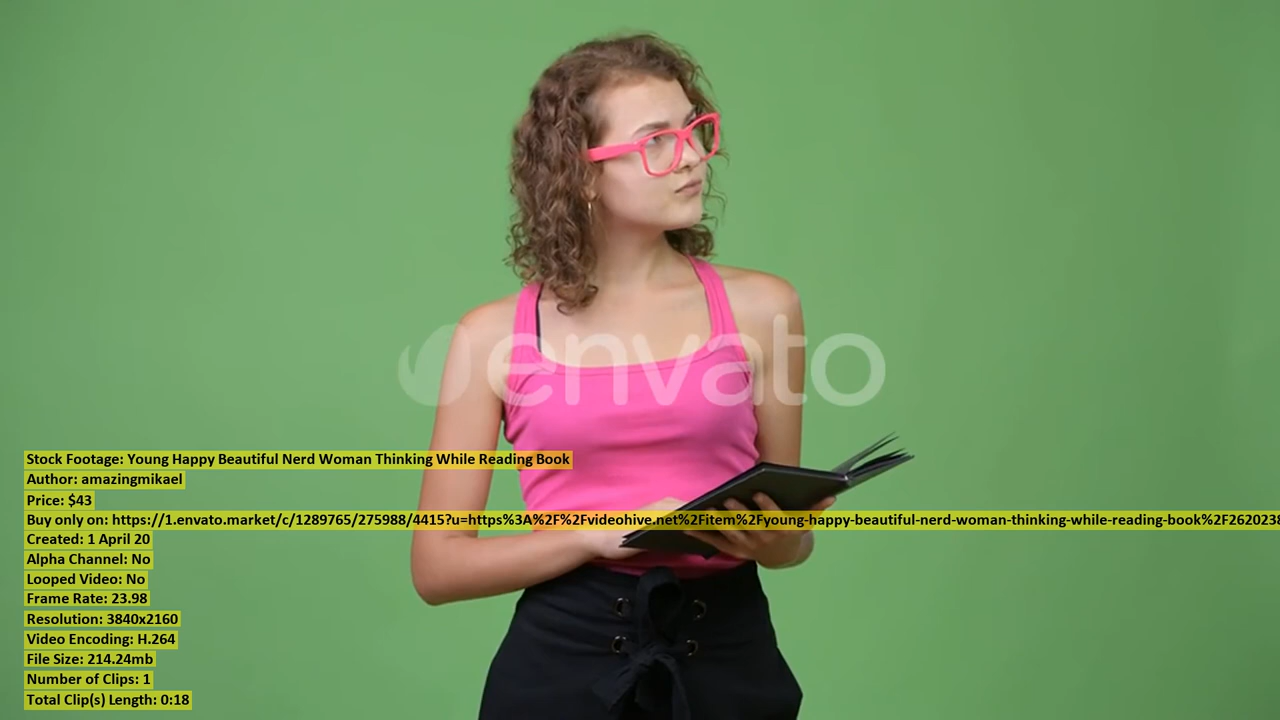 envato
Stock Footage: Young Happy Beautiful Nerd Woman Thinking While Reading Book
Author: amazingmikael
Price: $43
Buy only on: https://1.envato.market/c/1289765/275988/4415?u=https%3A%2F%2Fvideohive.net%2Fitem%2Fyoung-happy-beautiful-nerd-woman-thinking-while-reading-book%2F2620238
Created: 1 April 20
Alpha Channel: No
Looped Video: No
Frame Rate: 23.98
Resolution: 3840x2160
Video Encoding: H.264
File Size: 214.24mb
Number of Clips: 1
Total Clip(s) Length: 0:18